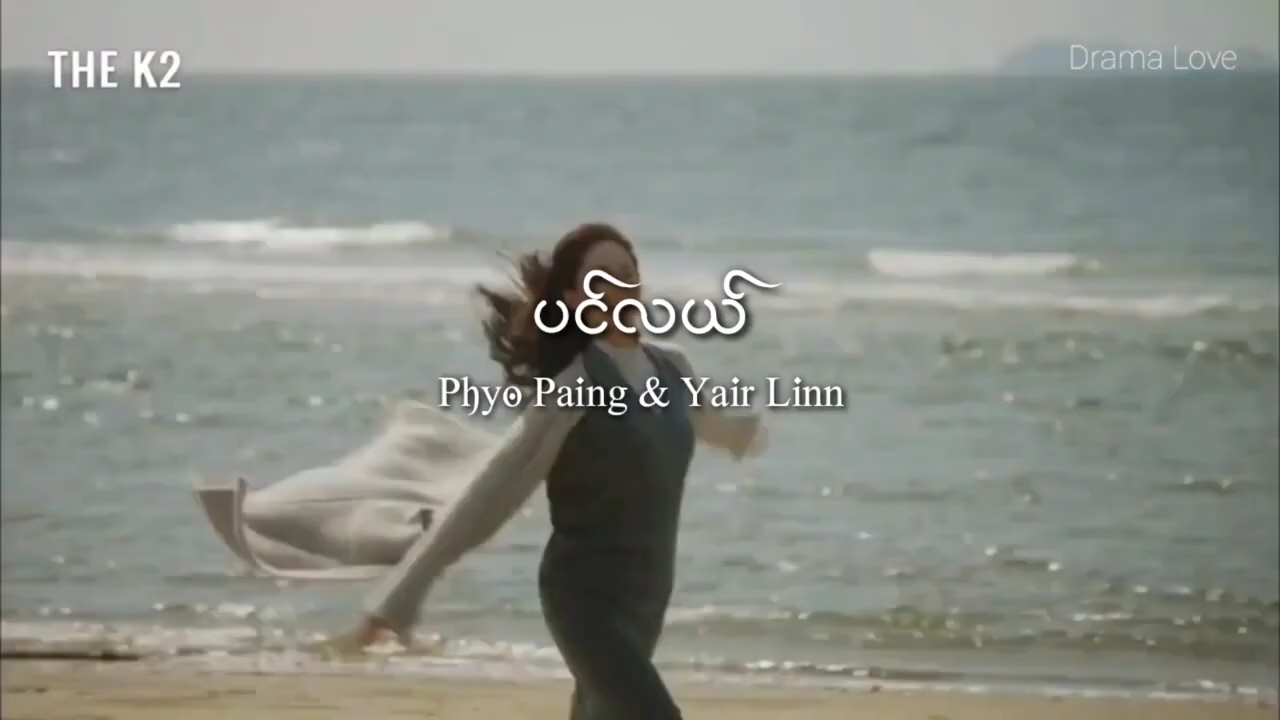 THE K2
Drama Love
ပင်လယ်
Phyo Paing & Yair Linn